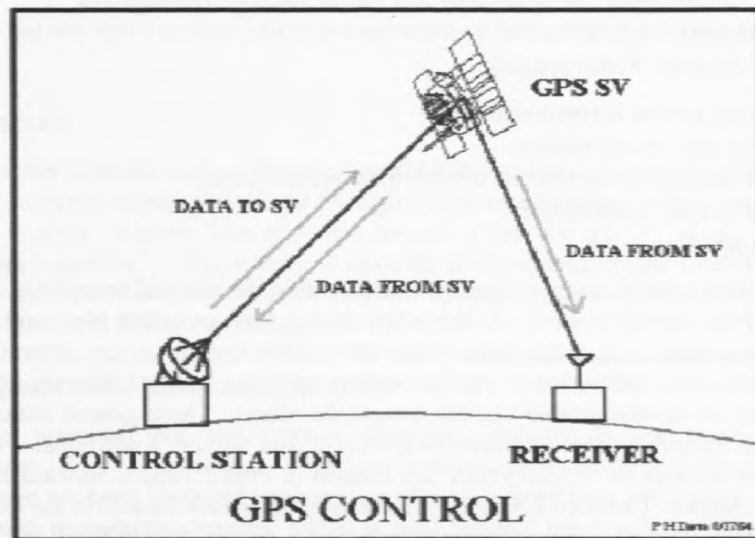 GPS SV
DATA TO SV
DATA FROM SV
DATA FROM SV
CONTROL STATION
RECEIVER
GPS CONTROL